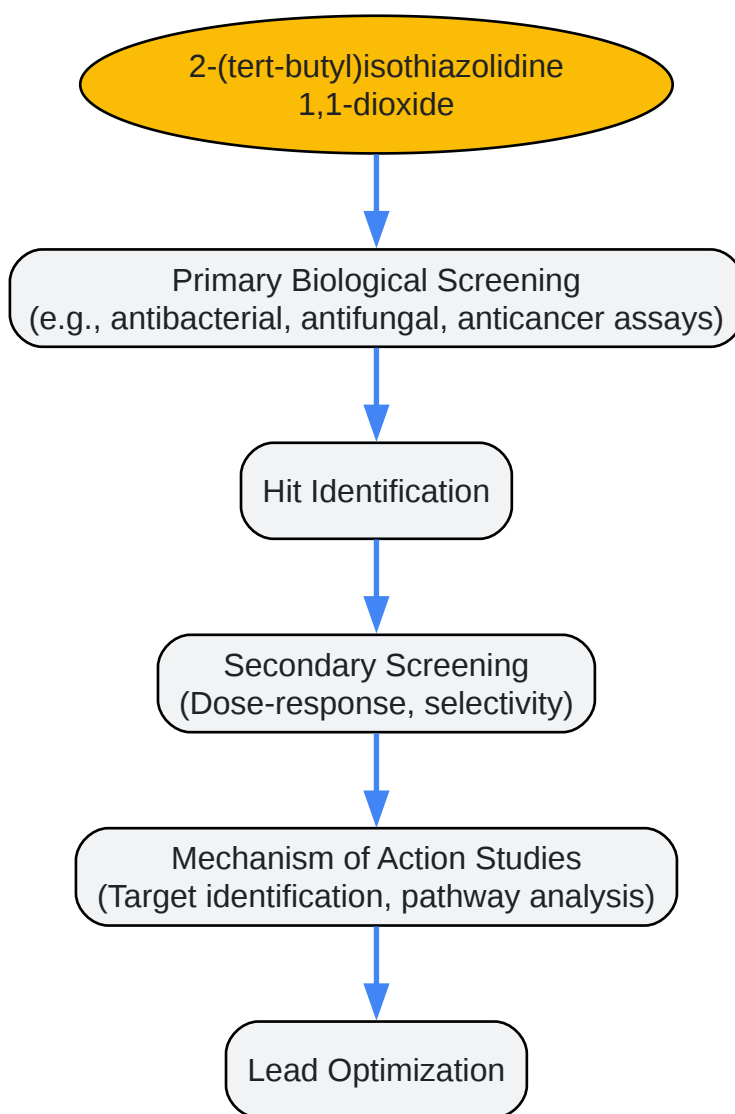 2-(tert-butyl)isothiazolidine
1,1-dioxide
Primary Biological Screening
(e.g., antibacterial, antifungal, anticancer assays)
Hit Identification
Secondary Screening
(Dose-response, selectivity)
Mechanism of Action Studies
(Target identification, pathway analysis)
Lead Optimization